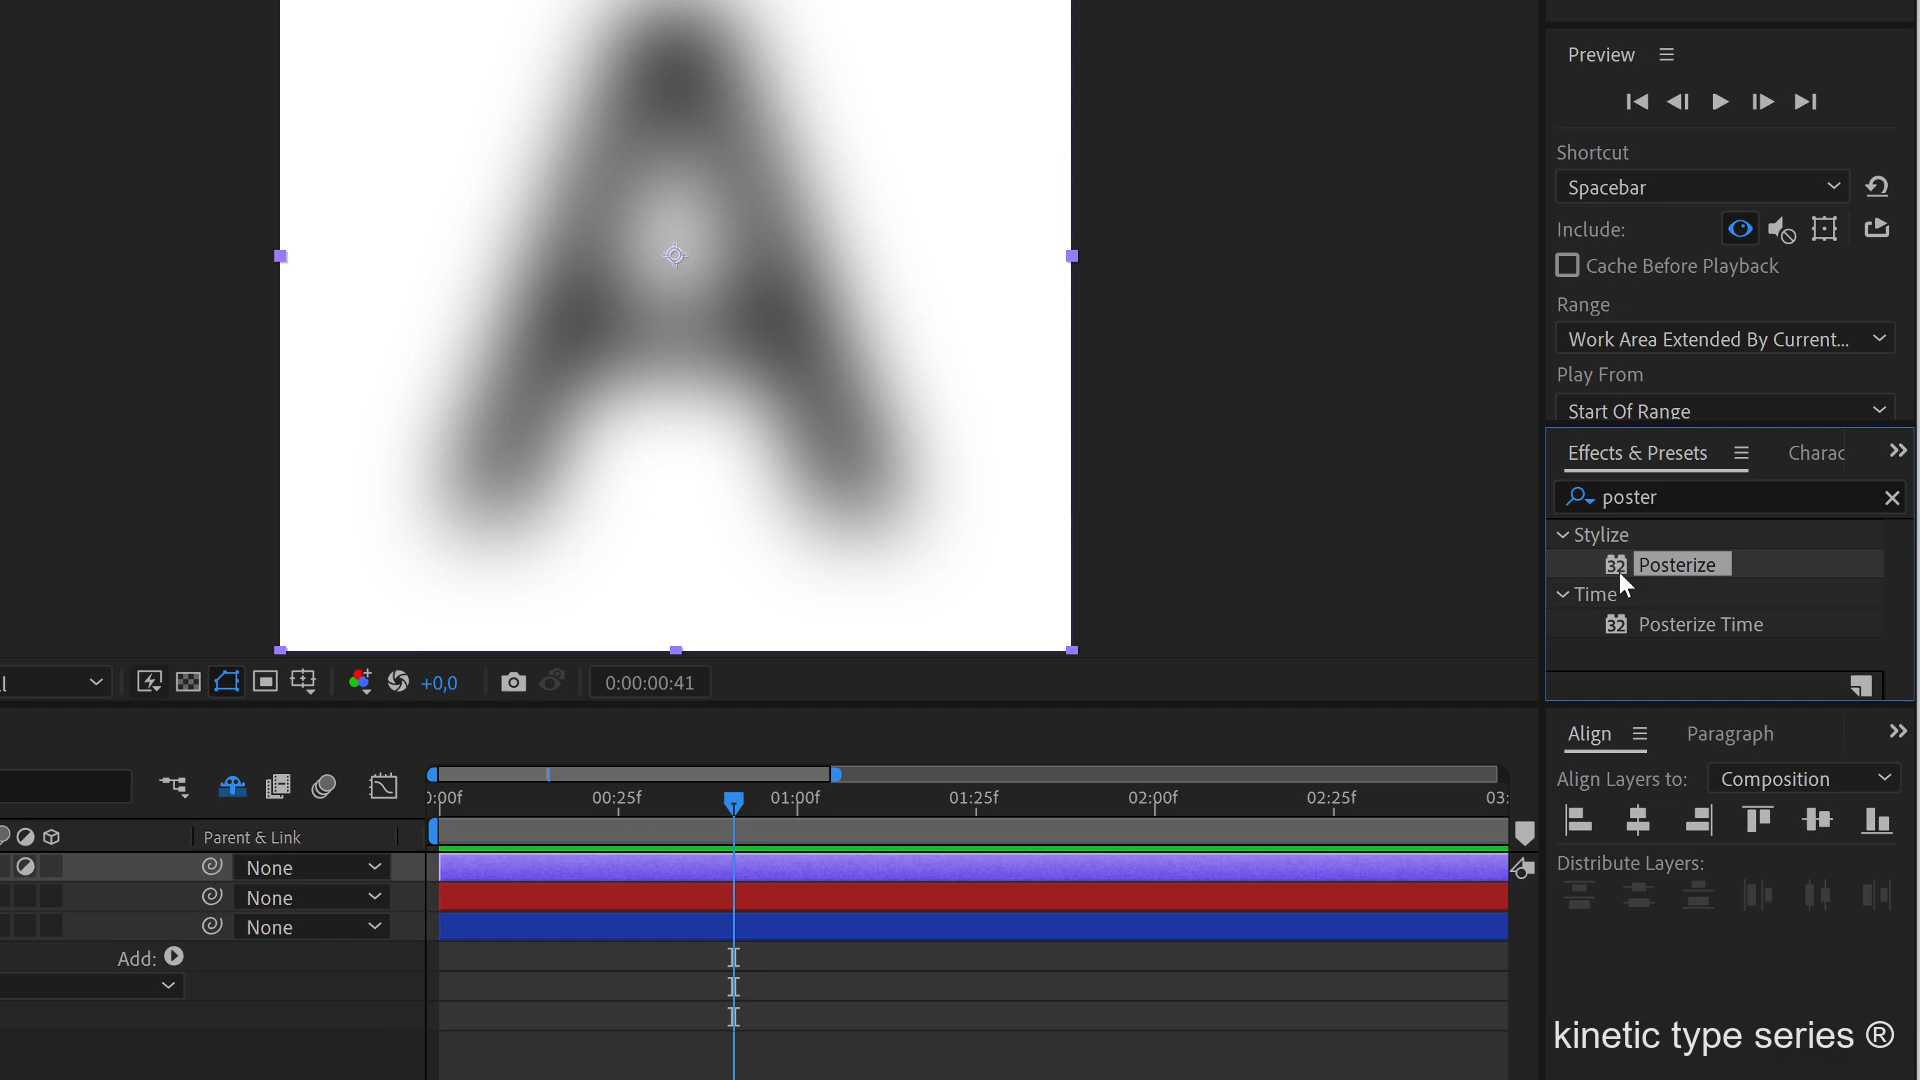 A
Preview
Shortcut
Spacebar
Include:
Cache Before Playback
Range
Work Area Extended By Current...
Play From
Start Of Range
Effects & Presets
Charac
poster
Stylize
32 Posterize
Time
32 Posterize Time
+0,0
0:00:00:41
Align
Paragraph
Align Layers to:
Composition
Distribute Layers:
0:00f
00:25f
01:00f
01:25f
02:00f
02:25f
03:
Parent & Link
None
None
None
Add:
kinetic type series ®